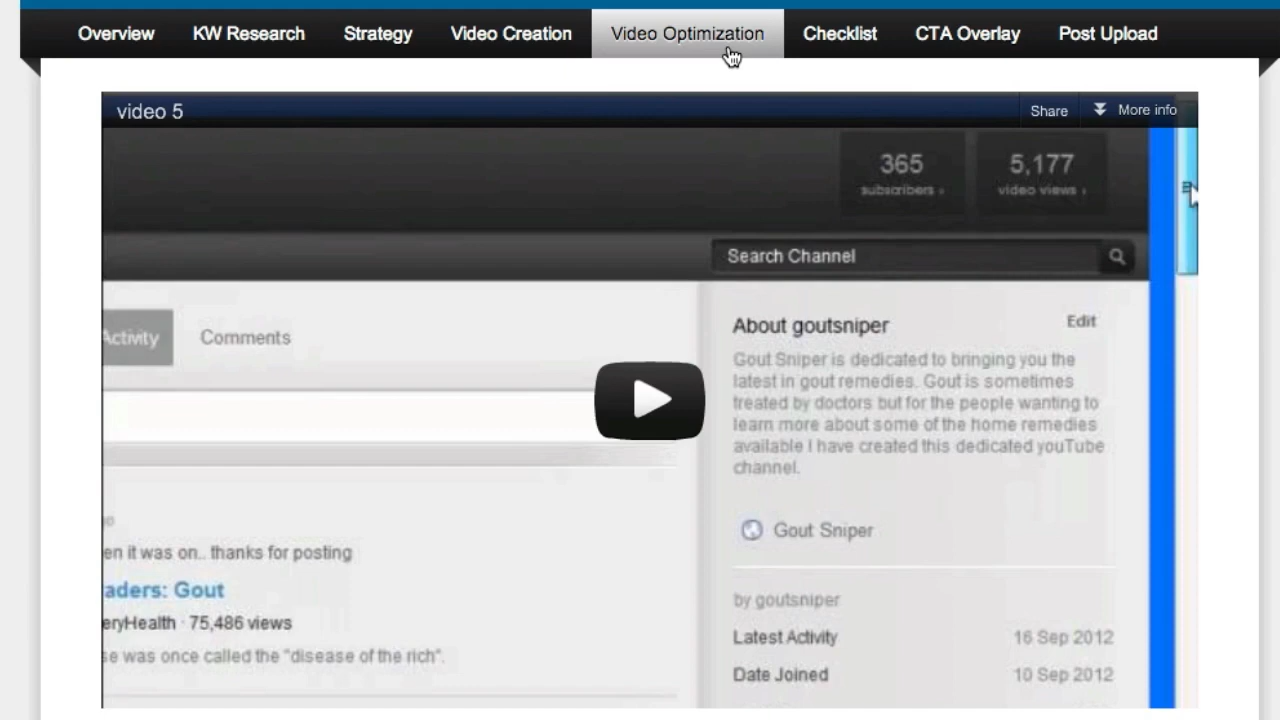 Overview KW Research Strategy Video Creation Video Optimization Checklist CTA Overlay Post Upload
video 5 Share More info
365 5,177
subscribers video views
Search Channel
Activity Comments
About goutsniper Edit
Gout Sniper is dedicated to bringing you the
latest in gout remedies. Gout is sometimes
treated by doctors but for the people wanting to
learn more about some of the home remedies
available I have created this dedicated youTube
channel.
Gout Sniper
en it was on.. thanks for posting
aders: Gout
eryHealth · 75,486 views
se was once called the "disease of the rich".
by goutsniper
Latest Activity 16 Sep 2012
Date Joined 10 Sep 2012